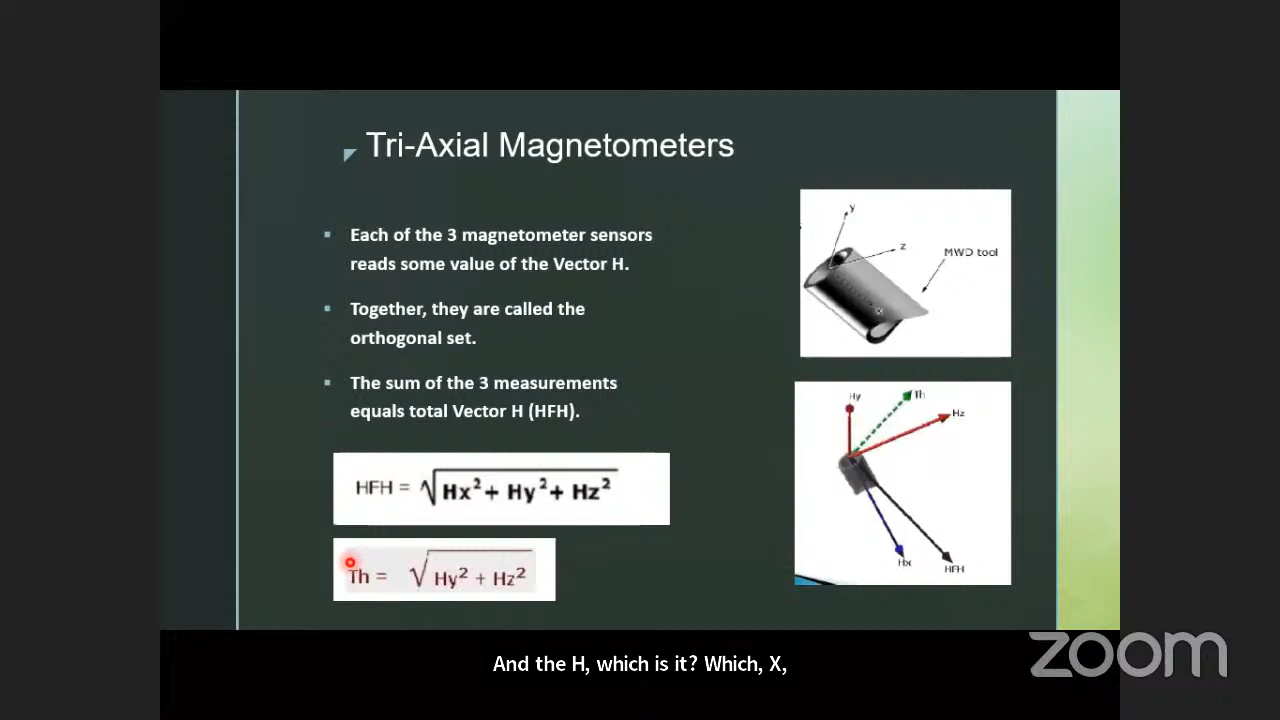 Tri-Axial Magnetometers
Each of the 3 magnetometer sensors
reads some value of the Vector H.
Together, they are called the
orthogonal set.
The sum of the 3 measurements
equals total Vector H (HFH).
HFH = √Hx² + Hy² + Hz²
Th = √Hy² + Hz²
y
z
MWD tool
Hy
Th
Hz
Hx
HFH
And the H, which is it? Which, X,
zoom